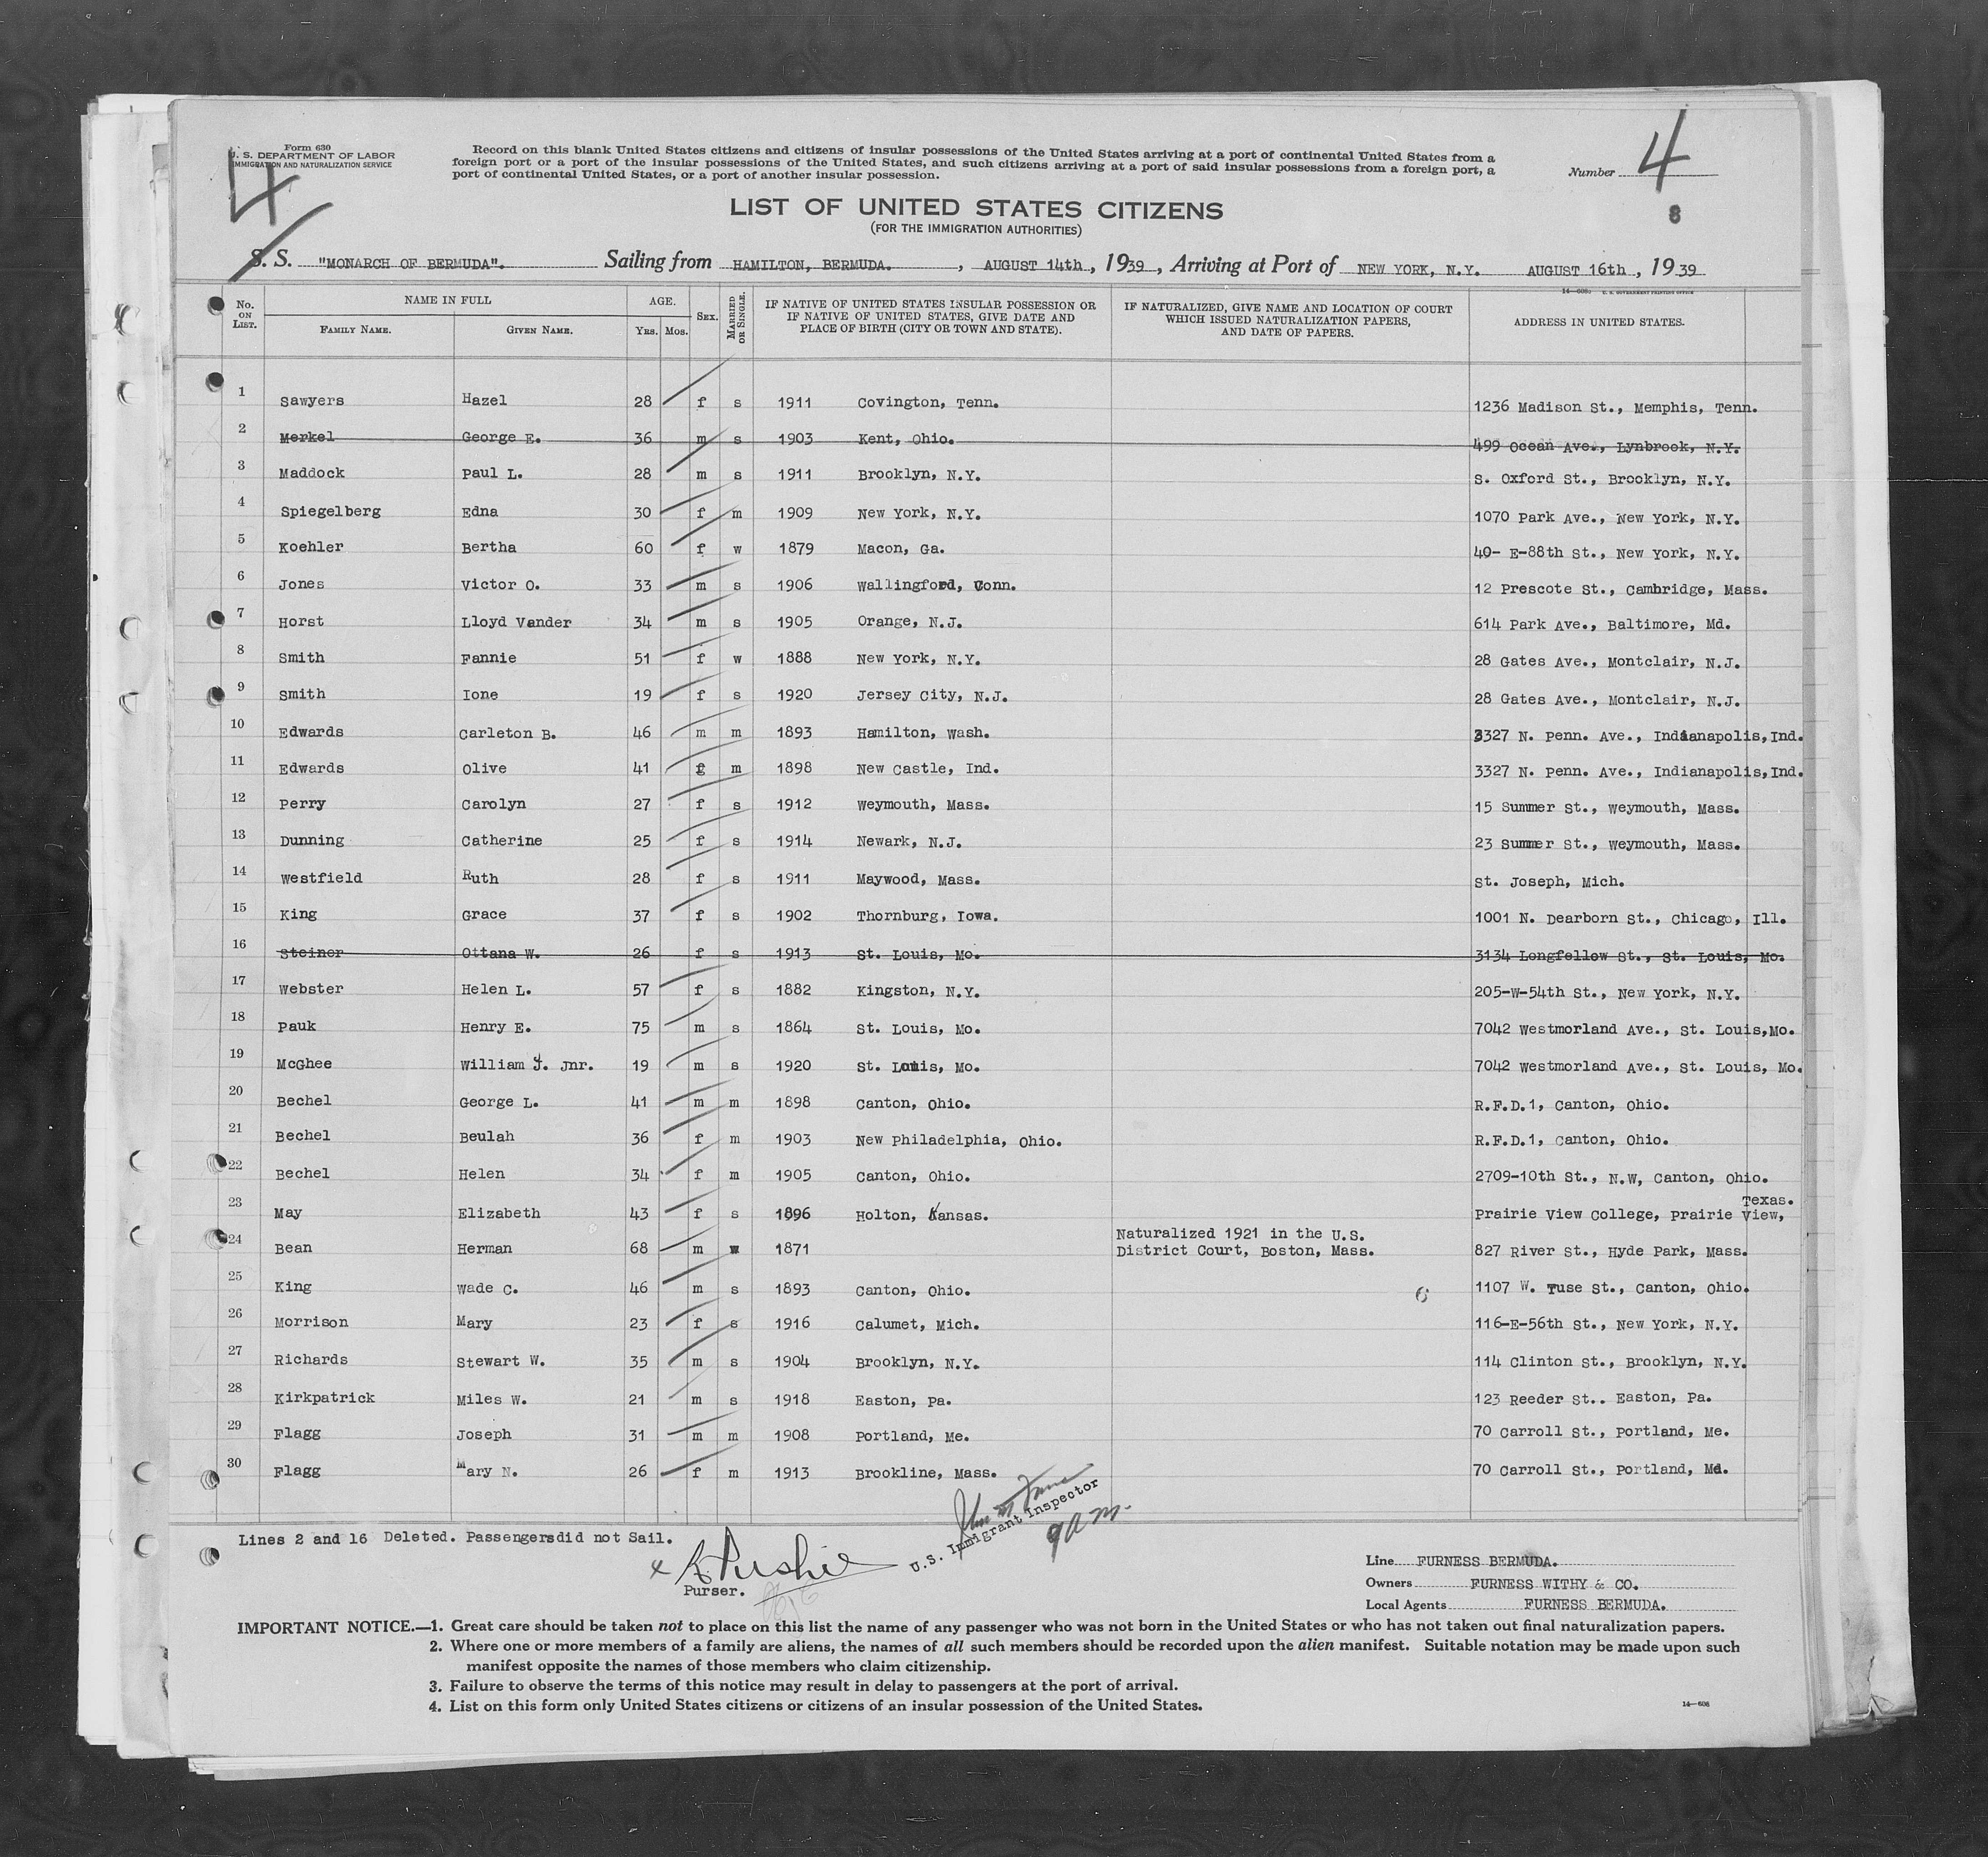 Form 630
U. S. DEPARTMENT OF LABOR
IMMIGRATION AND NATURALIZATION SERVICE
4
Record on this blank United States citizens and citizens of insular possessions of the United States arriving at a port of continental United States from a
foreign port or a port of the insular possessions of the United States, and such citizens arriving at a port of said insular possessions from a foreign port, a
port of continental United States, or a port of another insular possession.
Number 4
8
LIST OF UNITED STATES CITIZENS
(FOR THE IMMIGRATION AUTHORITIES)
S. S. "MONARCH OF BERMUDA". Sailing from HAMILTON, BERMUDA. , AUGUST 14th , 1939 , Arriving at Port of NEW YORK, N.Y. AUGUST 16th , 1939
14—608 U. S. GOVERNMENT PRINTING OFFICE
No. ON LIST. NAME IN FULL FAMILY NAME. GIVEN NAME. AGE. YRS. MOS. SEX. MARRIED OR SINGLE. IF NATIVE OF UNITED STATES INSULAR POSSESSION OR IF NATIVE OF UNITED STATES, GIVE DATE AND PLACE OF BIRTH (CITY OR TOWN AND STATE). IF NATURALIZED, GIVE NAME AND LOCATION OF COURT WHICH ISSUED NATURALIZATION PAPERS, AND DATE OF PAPERS. ADDRESS IN UNITED STATES.
1 Sawyers Hazel 28 f s 1911 Covington, Tenn. 1236 Madison St., Memphis, Tenn.
2 Merkel George E. 36 m s 1903 Kent, Ohio. 499 Ocean Ave., Lynbrook, N.Y.
3 Maddock Paul L. 28 m s 1911 Brooklyn, N.Y. S. Oxford St., Brooklyn, N.Y.
4 Spiegelberg Edna 30 f m 1909 New York, N.Y. 1070 Park Ave., New York, N.Y.
5 Koehler Bertha 60 f w 1879 Macon, Ga. 40- E-88th St., New York, N.Y.
6 Jones Victor O. 33 m s 1906 Wallingford, Conn. 12 Prescote St., Cambridge, Mass.
7 Horst Lloyd Vander 34 m s 1905 Orange, N.J. 614 Park Ave., Baltimore, Md.
8 Smith Fannie 51 f w 1888 New York, N.Y. 28 Gates Ave., Montclair, N.J.
9 Smith Ione 19 f s 1920 Jersey City, N.J. 28 Gates Ave., Montclair, N.J.
10 Edwards Carleton B. 46 m m 1893 Hamilton, Wash. 3327 N. Penn. Ave., Indianapolis,Ind.
11 Edwards Olive 41 f m 1898 New Castle, Ind. 3327 N. Penn. Ave., Indianapolis,Ind.
12 Perry Carolyn 27 f s 1912 Weymouth, Mass. 15 Summer St., Weymouth, Mass.
13 Dunning Catherine 25 f s 1914 Newark, N.J. 23 Summer St., Weymouth, Mass.
14 Westfield Ruth 28 f s 1911 Maywood, Mass. St. Joseph, Mich.
15 King Grace 37 f s 1902 Thornburg, Iowa. 1001 N. Dearborn St., Chicago, Ill.
16 Steiner Ottana W. 26 f s 1913 St. Louis, Mo. 3134 Longfellow St., St. Louis, Mo.
17 Webster Helen L. 57 f s 1882 Kingston, N.Y. 205-W-54th St., New York, N.Y.
18 Pauk Henry E. 75 m s 1864 St. Louis, Mo. 7042 Westmorland Ave., St. Louis,Mo.
19 McGhee William J. Jnr. 19 m s 1920 St. Louis, Mo. 7042 Westmorland Ave., St. Louis, Mo.
20 Bechel George L. 41 m m 1898 Canton, Ohio. R.F.D.1, Canton, Ohio.
21 Bechel Beulah 36 f m 1903 New Philadelphia, Ohio. R.F.D.1, Canton, Ohio.
22 Bechel Helen 34 f m 1905 Canton, Ohio. 2709-10th St., N.W, Canton, Ohio.
23 May Elizabeth 43 f s 1896 Holton, Kansas. Prairie View College, Prairie View, Texas.
24 Bean Herman 68 m w 1871 Naturalized 1921 in the U.S. District Court, Boston, Mass. 827 River St., Hyde Park, Mass.
25 King Wade C. 46 m s 1893 Canton, Ohio. 6 1107 W. Tuse St., Canton, Ohio.
26 Morrison Mary 23 f s 1916 Calumet, Mich. 116-E-56th St., New York, N.Y.
27 Richards Stewart W. 35 m s 1904 Brooklyn, N.Y. 114 Clinton St., Brooklyn, N.Y.
28 Kirkpatrick Miles W. 21 m s 1918 Easton, Pa. 123 Reeder St.. Easton, Pa.
29 Flagg Joseph 31 m m 1908 Portland, Me. 70 Carroll St., Portland, Me.
30 Flagg Mary N. 26 f m 1913 Brookline, Mass. 70 Carroll St., Portland, Me.
Lines 2 and 16 Deleted. Passengersdid not Sail.
Purser.
U.S. Immigrant Inspector
Line FURNESS BERMUDA.
Owners FURNESS WITHY & CO.
Local Agents FURNESS BERMUDA.
IMPORTANT NOTICE.—1. Great care should be taken not to place on this list the name of any passenger who was not born in the United States or who has not taken out final naturalization papers.
2. Where one or more members of a family are aliens, the names of all such members should be recorded upon the alien manifest. Suitable notation may be made upon such
manifest opposite the names of those members who claim citizenship.
3. Failure to observe the terms of this notice may result in delay to passengers at the port of arrival.
4. List on this form only United States citizens or citizens of an insular possession of the United States.
14—608